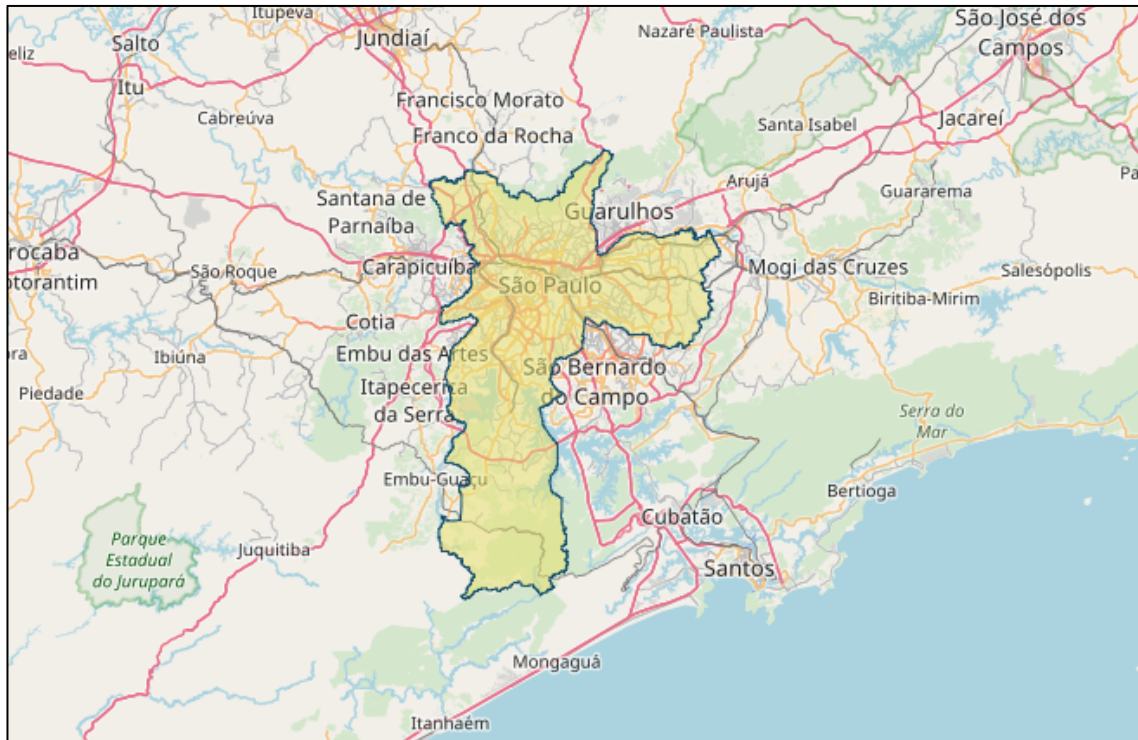 Itupeva
São José dos
Campos
Salto
Jundiaí
Nazaré Paulista
eliz
Itu
Francisco Morato
Cabreúva
Franco da Rocha
Santa Isabel
Jacareí
Pa
Arujá
Guararema
Santana de
Parnaíba
Guarulhos
rocaba
otorantim
São Roque
Carapicuíba
Mogi das Cruzes
Salesópolis
São Paulo
Biritiba-Mirim
Cotia
ora
Ibiúna
Embu das Artes
São Bernardo
do Campo
Piedade
Itapecerica
da Serra
Serra do
Mar
Embu-Guaçu
Bertioga
Cubatão
Parque
Estadual
do Jurupará
Juquitiba
Santos
Mongaguá
Itanhaém